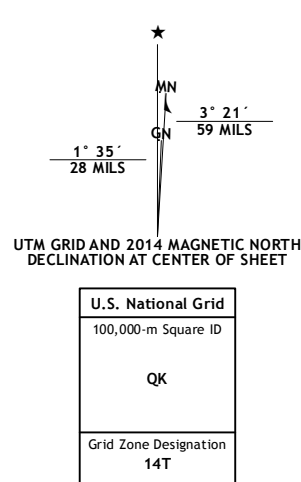 ★
MN
3° 21´
59 MILS
GN
1° 35´
28 MILS
UTM GRID AND 2014 MAGNETIC NORTH
DECLINATION AT CENTER OF SHEET
U.S. National Grid
100,000-m Square ID
QK
Grid Zone Designation
14T